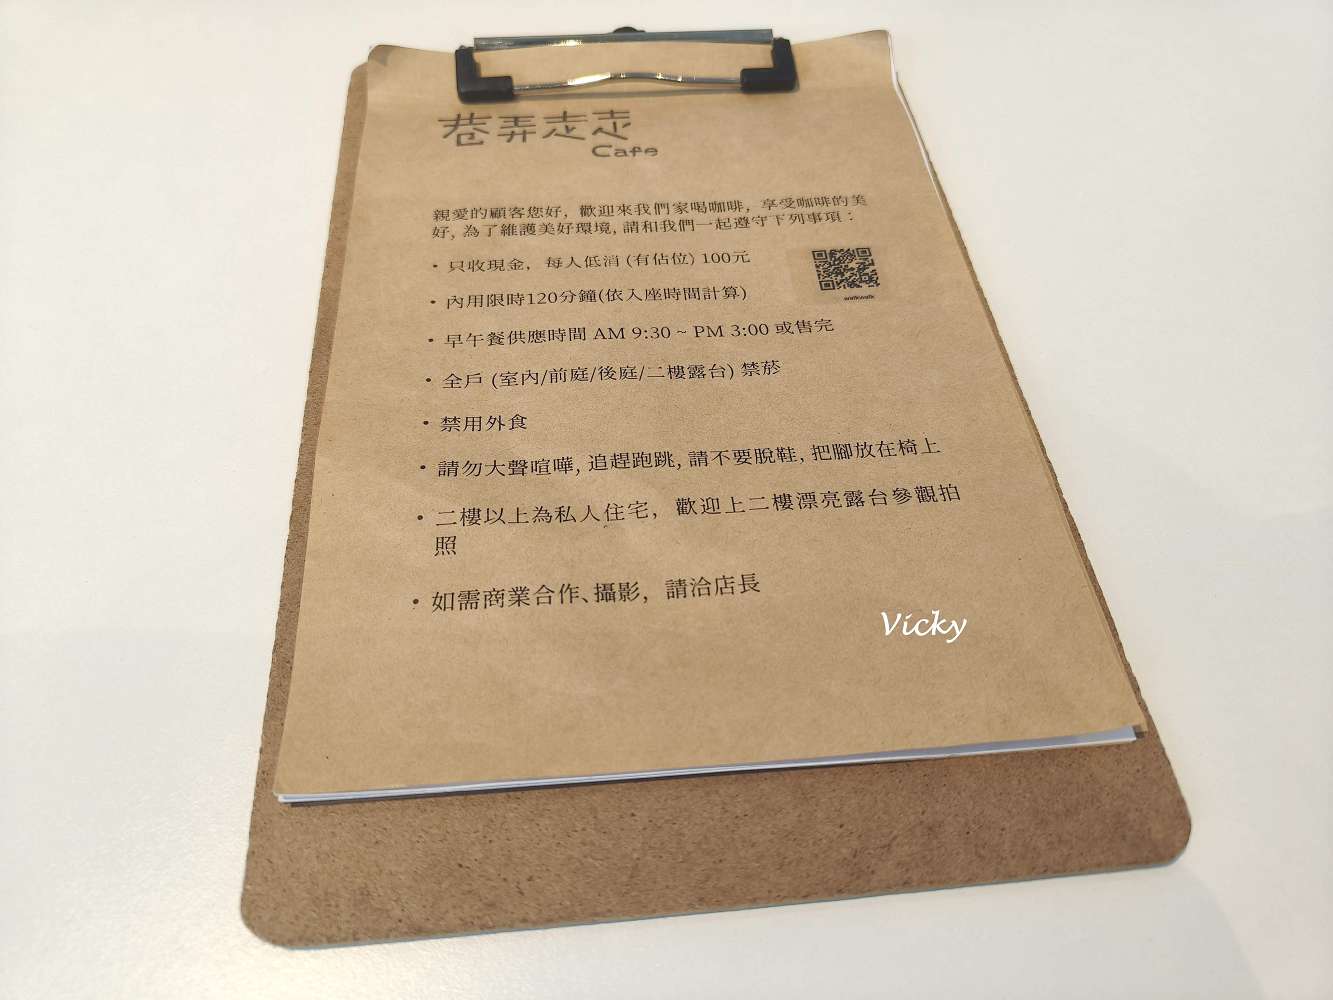 巷弄走走
Cafe
親愛的顧客您好, 歡迎來我們家喝咖啡, 享受咖啡的美
好, 為了維護美好環境, 請和我們一起遵守下列事項：
• 只收現金, 每人低消 (有佔位) 100元
• 內用限時120分鐘(依入座時間計算)
• 早午餐供應時間 AM 9:30 ~ PM 3:00 或售完
• 全戶 (室內/前庭/後庭/二樓露台) 禁菸
• 禁用外食
• 請勿大聲喧嘩, 追趕跑跳, 請不要脫鞋, 把腳放在椅上
• 二樓以上為私人住宅, 歡迎上二樓漂亮露台參觀拍
照
• 如需商業合作、攝影, 請洽店長
Vicky